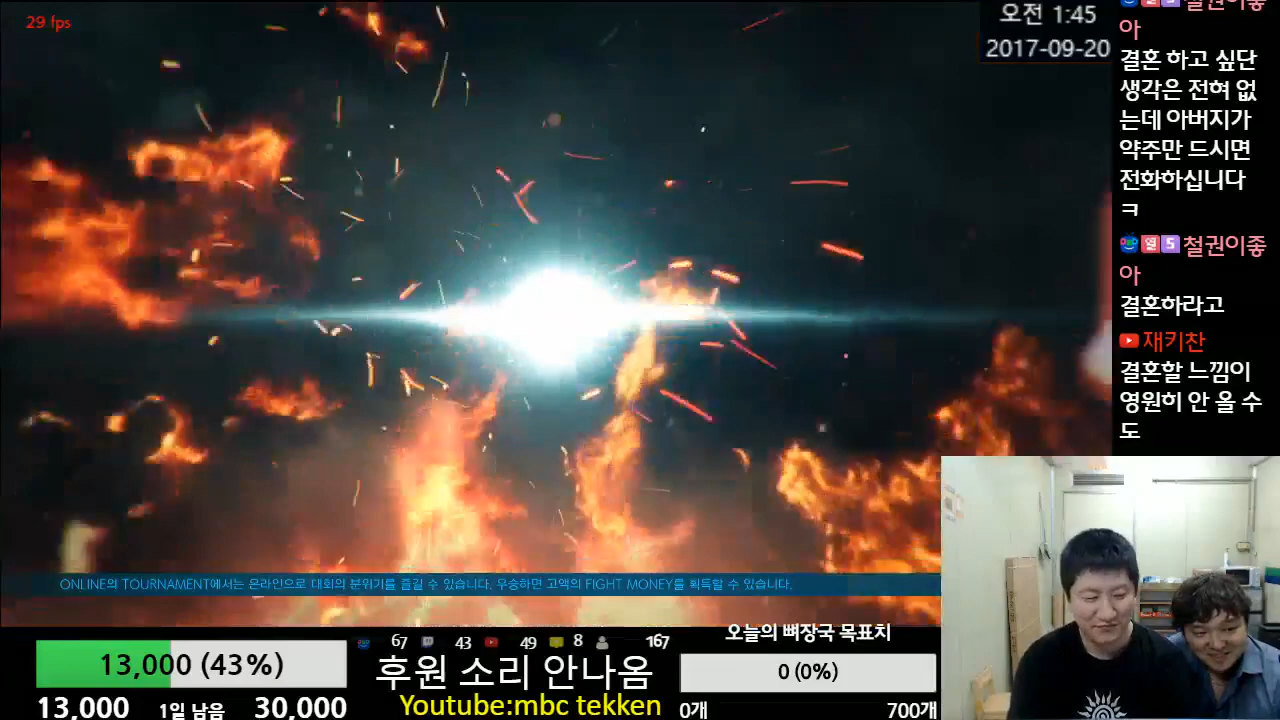 29 fps
오전 1:45
2017-09-20
철권이좋
아
결혼 하고 싶단
생각은 전혀 없
는데 아버지가
약주만 드시면
전화하십니다
ㅋ
열 5 철권이좋
아
결혼하라고
재키찬
결혼할 느낌이
영원히 안 올 수
도
ONLINE의 TOURNAMENT에서는 온라인으로 대회의 분위기를 즐길 수 있습니다. 우승하면 고액의 FIGHT MONEY를 획득할 수 있습니다.
67 43 49 8 167
오늘의 뼈장국 목표치
13,000 (43%)
후원 소리 안나옴
0 (0%)
13,000 1일 남음 30,000
Youtube:mbc tekken
0개 700개